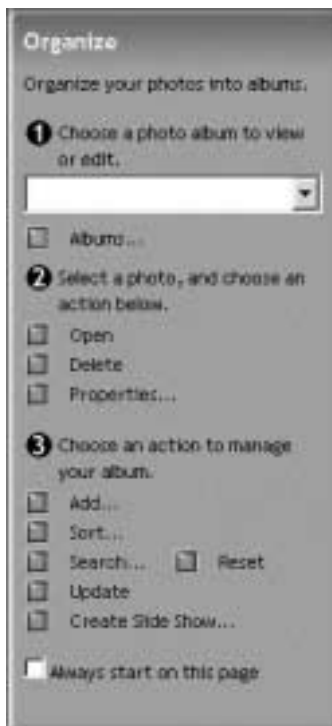 Organize
Organize your photos into albums.
1 Choose a photo album to view
or edit.
Albums...
2 Select a photo, and choose an
action below.
Open
Delete
Properties...
3 Choose an action to manage
your album.
Add...
Sort...
Search... Reset
Update
Create Slide Show...
Always start on this page